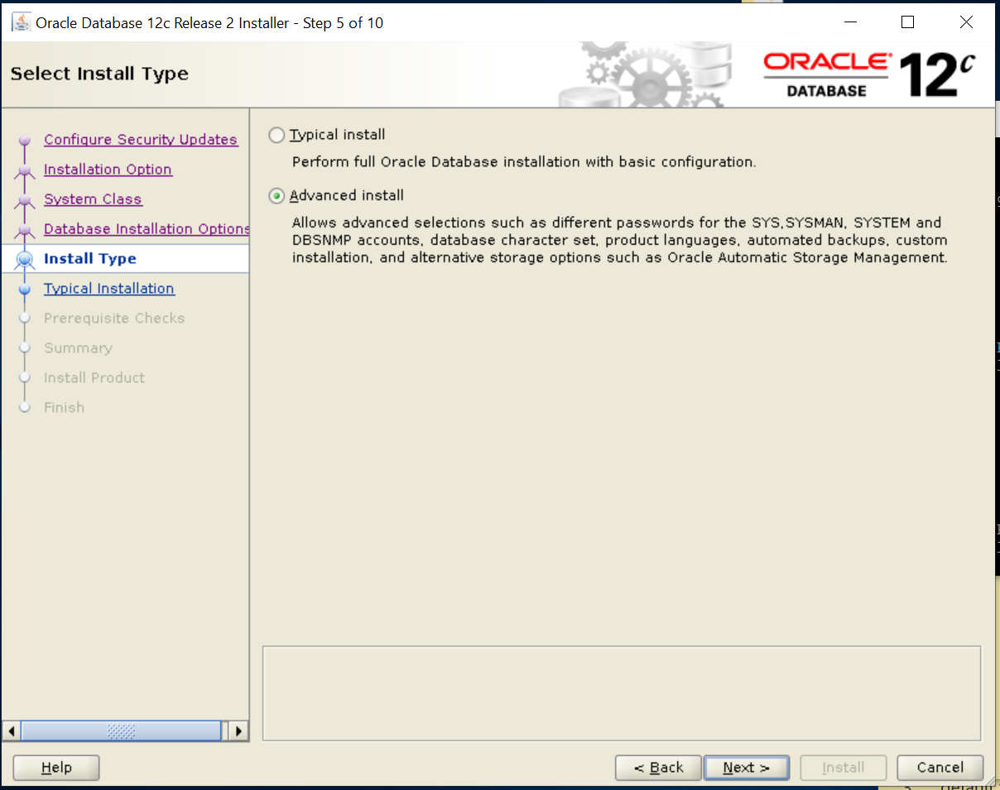 Oracle Database 12c Release 2 Installer - Step 5 of 10
Select Install Type
ORACLE
DATABASE
12c
Configure Security Updates
Installation Option
System Class
Database Installation Options
Install Type
Typical Installation
Prerequisite Checks
Summary
Install Product
Finish
Typical install
Perform full Oracle Database installation with basic configuration.
Advanced install
Allows advanced selections such as different passwords for the SYS,SYSMAN, SYSTEM and
DBSNMP accounts, database character set, product languages, automated backups, custom
installation, and alternative storage options such as Oracle Automatic Storage Management.
Help
< Back
Next >
Install
Cancel